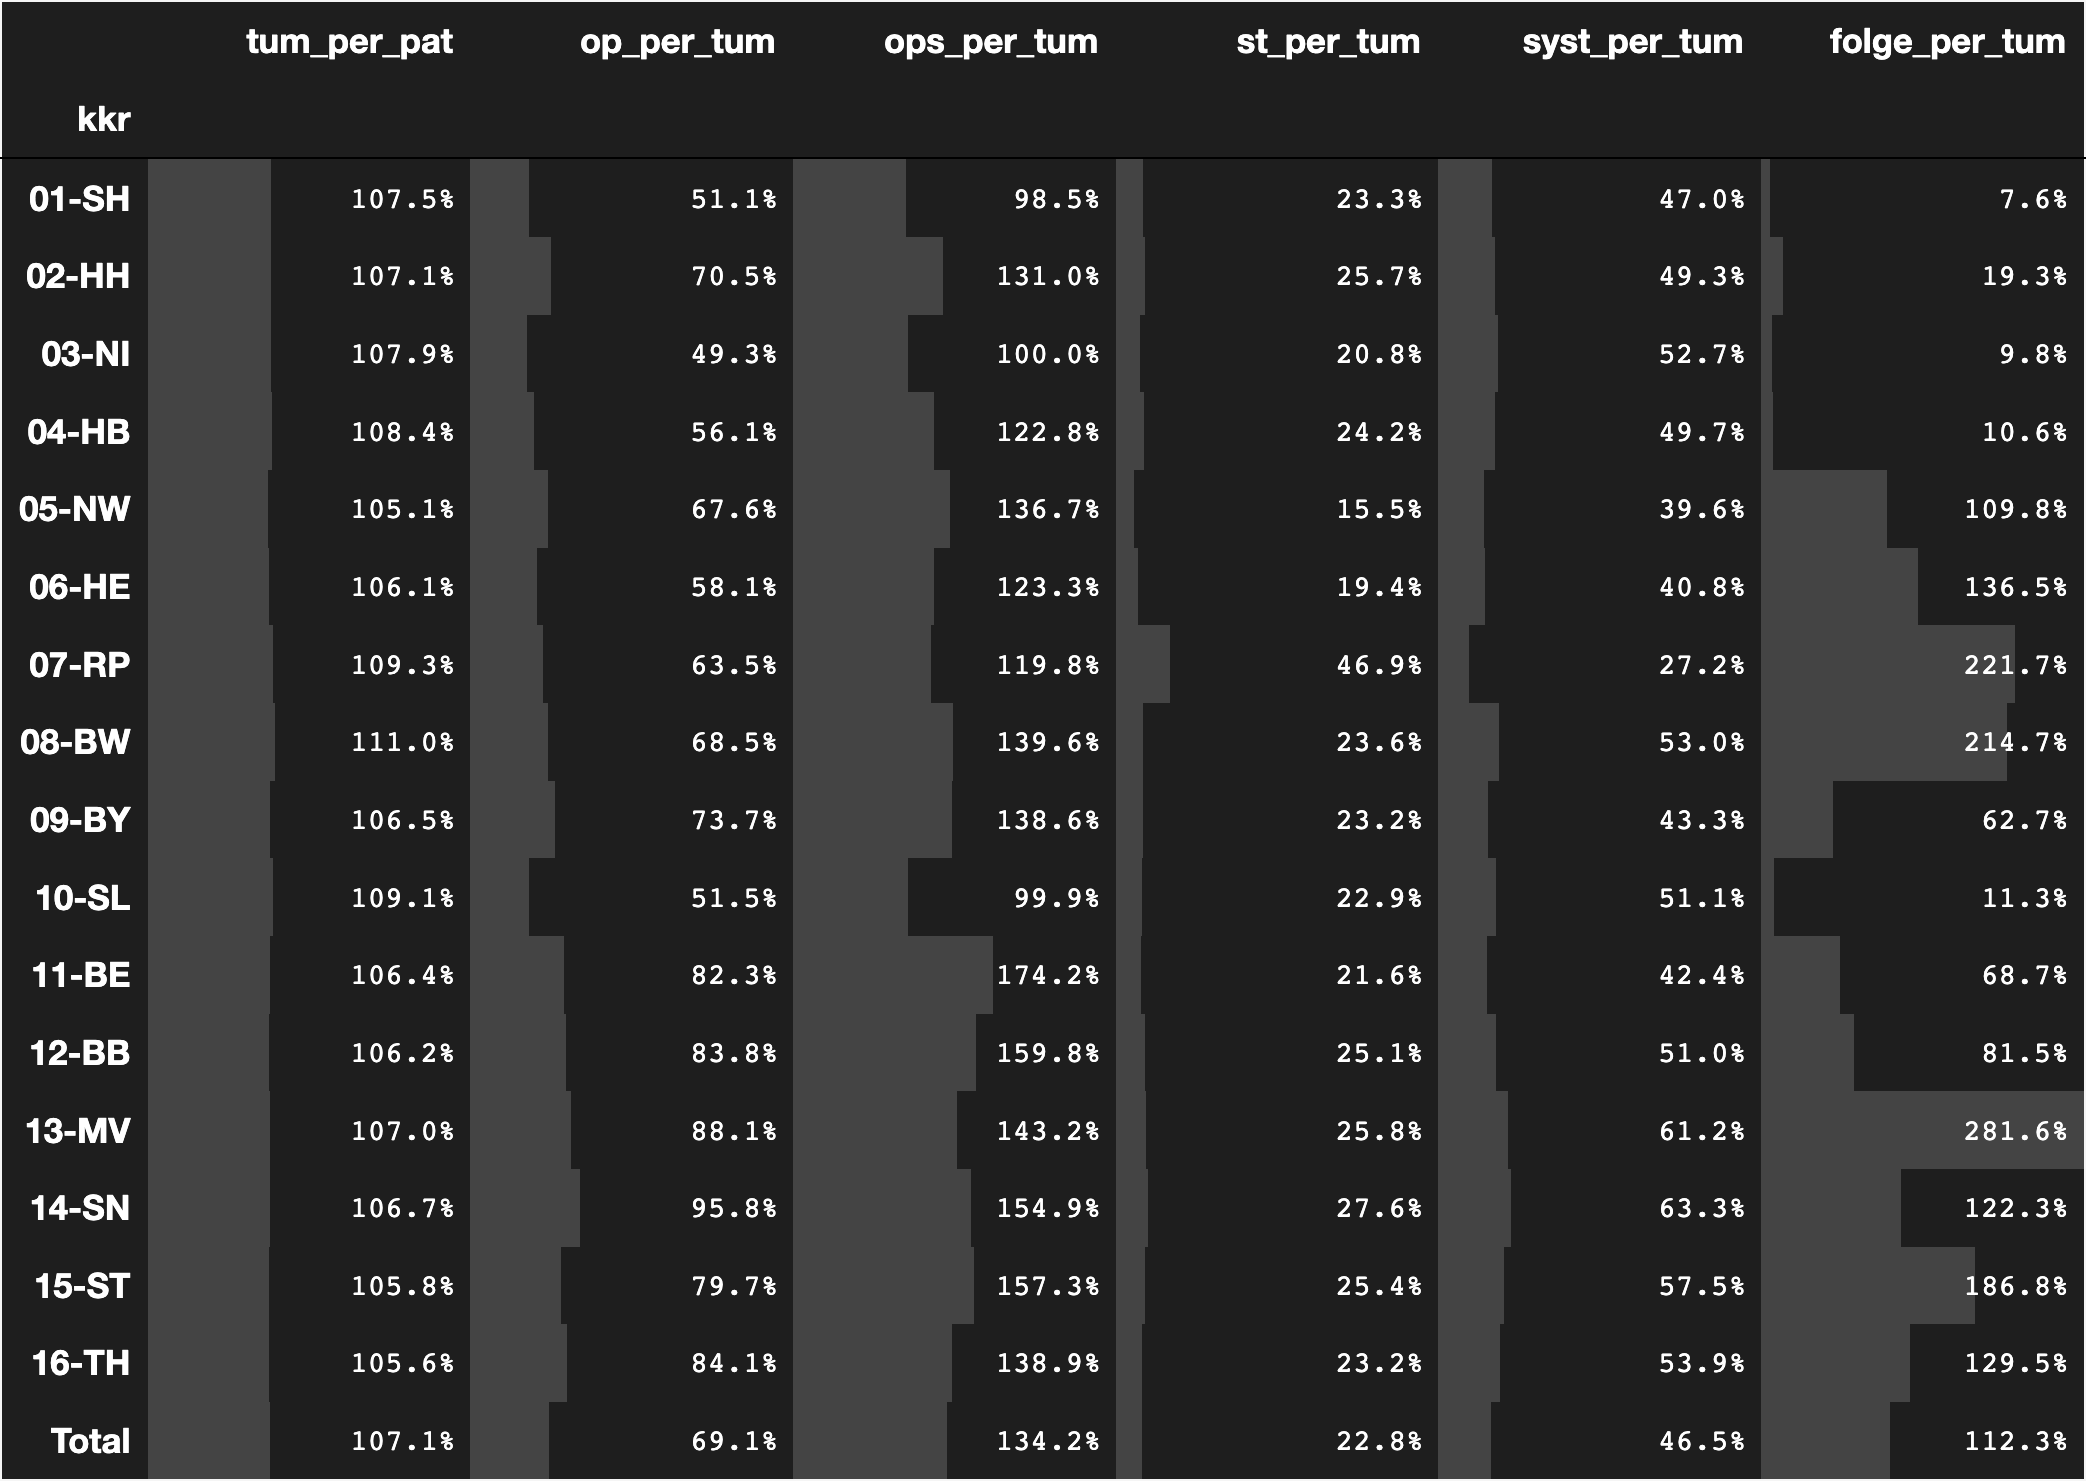 tum_per_pat op_per_tum ops_per_tum st_per_tum syst_per_tum folge_per_tum
kkr
01-SH 107.5% 51.1% 98.5% 23.3% 47.0% 7.6%
02-HH 107.1% 70.5% 131.0% 25.7% 49.3% 19.3%
03-NI 107.9% 49.3% 100.0% 20.8% 52.7% 9.8%
04-HB 108.4% 56.1% 122.8% 24.2% 49.7% 10.6%
05-NW 105.1% 67.6% 136.7% 15.5% 39.6% 109.8%
06-HE 106.1% 58.1% 123.3% 19.4% 40.8% 136.5%
07-RP 109.3% 63.5% 119.8% 46.9% 27.2% 221.7%
08-BW 111.0% 68.5% 139.6% 23.6% 53.0% 214.7%
09-BY 106.5% 73.7% 138.6% 23.2% 43.3% 62.7%
10-SL 109.1% 51.5% 99.9% 22.9% 51.1% 11.3%
11-BE 106.4% 82.3% 174.2% 21.6% 42.4% 68.7%
12-BB 106.2% 83.8% 159.8% 25.1% 51.0% 81.5%
13-MV 107.0% 88.1% 143.2% 25.8% 61.2% 281.6%
14-SN 106.7% 95.8% 154.9% 27.6% 63.3% 122.3%
15-ST 105.8% 79.7% 157.3% 25.4% 57.5% 186.8%
16-TH 105.6% 84.1% 138.9% 23.2% 53.9% 129.5%
Total 107.1% 69.1% 134.2% 22.8% 46.5% 112.3%